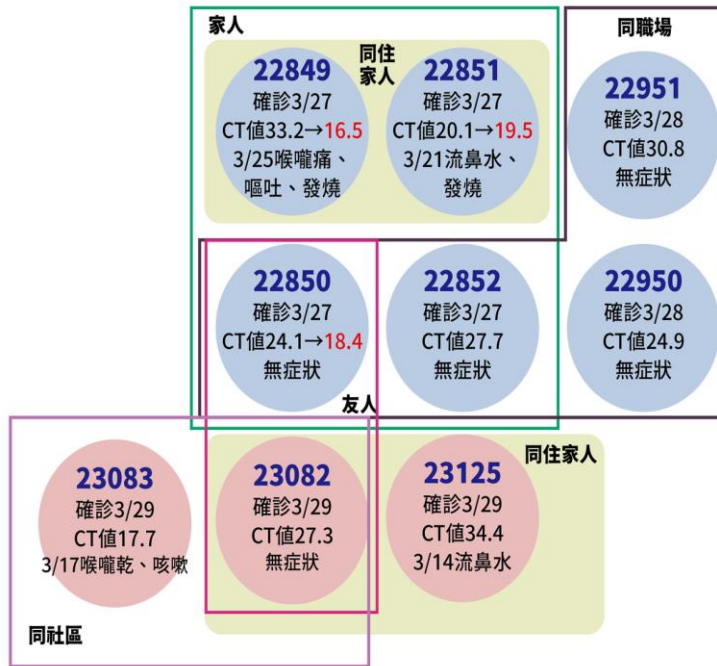 家人
同住
家人
同職場
22849
確診3/27
CT值33.2→16.5
3/25喉嚨痛、
嘔吐、發燒
22851
確診3/27
CT值20.1→19.5
3/21流鼻水、
發燒
22951
確診3/28
CT值30.8
無症狀
22850
確診3/27
CT值24.1→18.4
無症狀
22852
確診3/27
CT值27.7
無症狀
22950
確診3/28
CT值24.9
無症狀
友人
同住家人
23083
確診3/29
CT值17.7
3/17喉嚨乾、咳嗽
23082
確診3/29
CT值27.3
無症狀
23125
確診3/29
CT值34.4
3/14流鼻水
同社區